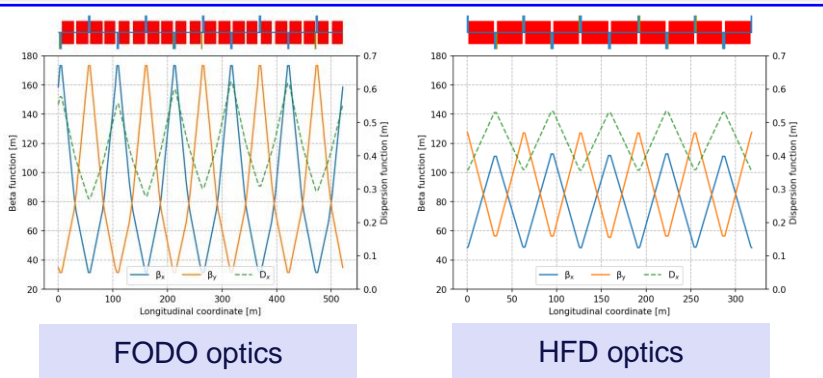 180
160
140
120
100
80
60
40
20
Beta function [m]
0.7
0.6
0.5
0.4
0.3
0.2
0.1
0.0
Dispersion function [m]
βx βy Dx
0 100 200 300 400 500
Longitudinal coordinate [m]
FODO optics
180
160
140
120
100
80
60
40
20
Beta function [m]
0.7
0.6
0.5
0.4
0.3
0.2
0.1
0.0
Dispersion function [m]
βx βy Dx
0 50 100 150 200 250 300
Longitudinal coordinate [m]
HFD optics